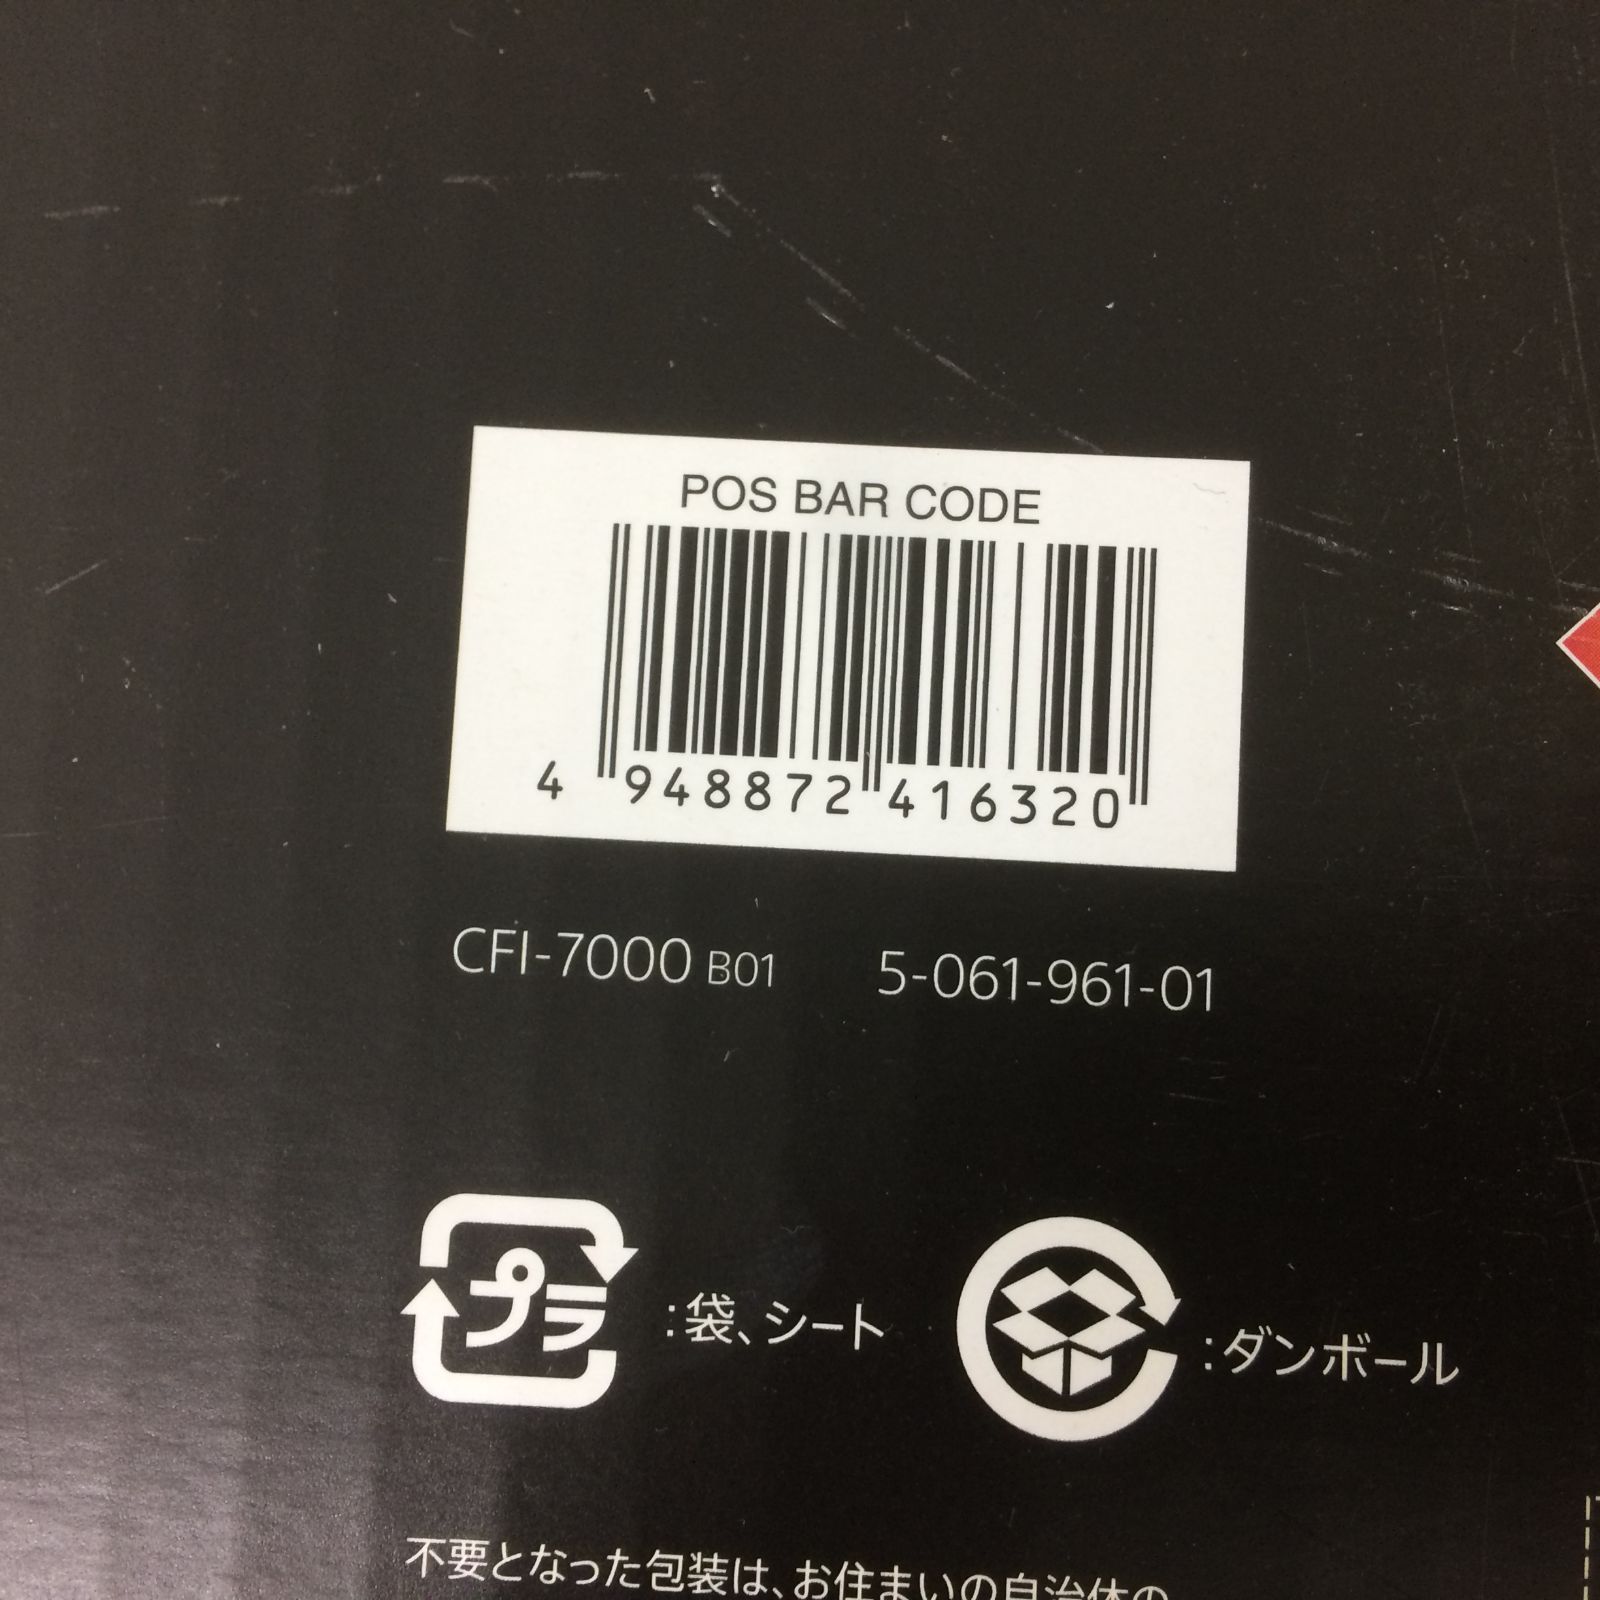 POS BAR CODE
4 948872 416320
CFI-7000 B01 5-061-961-01
プラ :袋、シート :ダンボール
不要となった包装は、お住まいの自治体の